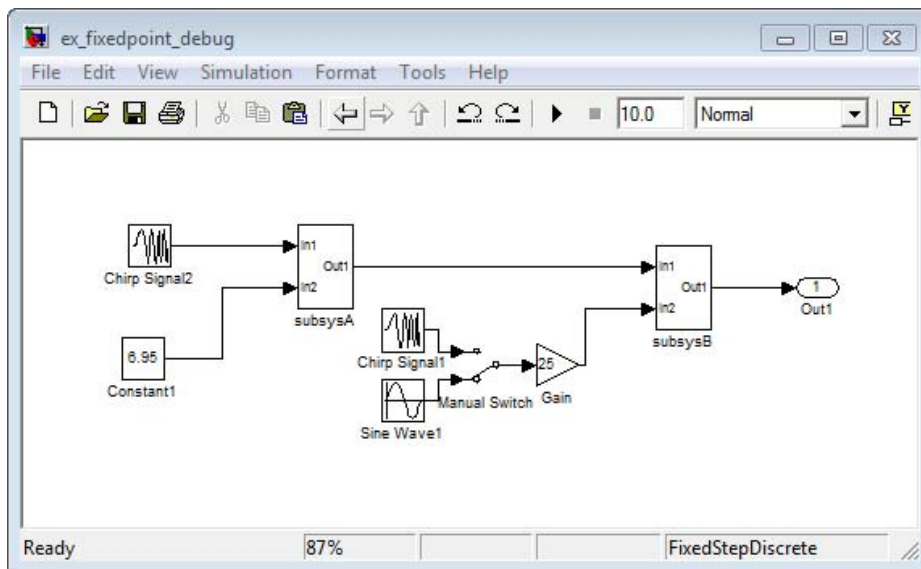 ex_fixedpoint_debug
File Edit View Simulation Format Tools Help
10.0 Normal
Chirp Signal2
In1
Out1
In2
subsysA
6.95
Constant1
Chirp Signal1
Sine Wave1
Manual Switch
25
Gain
In1
Out1
In2
subsysB
1
Out1
Ready 87% FixedStepDiscrete